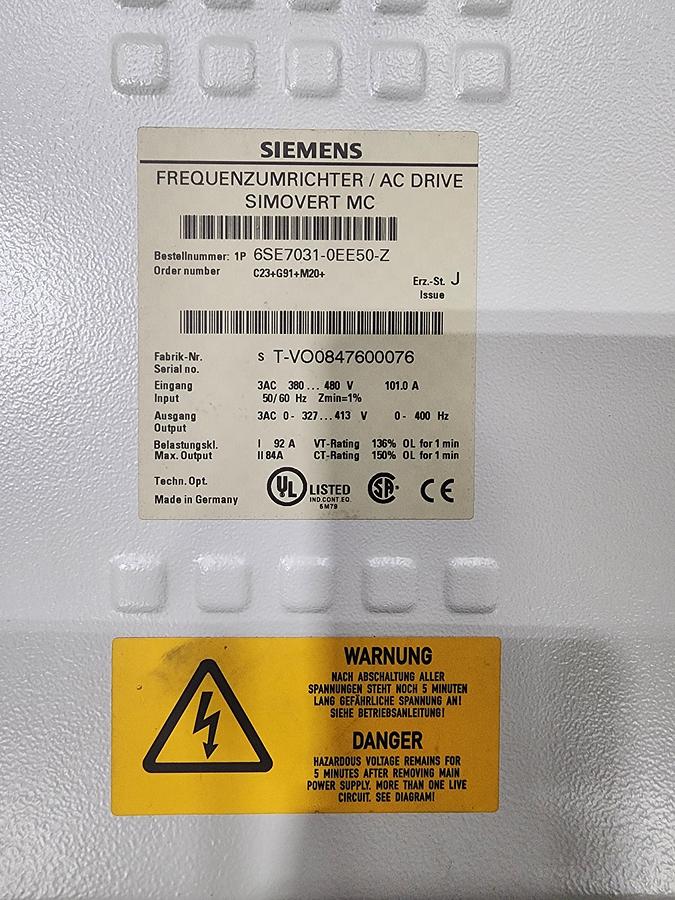 SIEMENS
FREQUENZUMRICHTER / AC DRIVE
SIMOVERT MC
Bestellnummer: 1P 6SE7031-0EE50-Z
Order number C23+G91+M20+
Erz.-St. J
Issue
Fabrik-Nr. S T-VO0847600076
Serial no.
Eingang 3AC 380... 480 V 101.0 A
Input 50/60 Hz Zmin=1%
Ausgang 3AC 0- 327...413 V 0- 400 Hz
Output
Belastungskl. I 92 A VT-Rating 136% OL for 1 min
Max. Output II 84A CT-Rating 150% OL for 1 min
Techn. Opt.
Made in Germany
UL LISTED
IND.CONT.EQ.
5M79
SA CE
WARNUNG
NACH ABSCHALTUNG ALLER
SPANNUNGEN STEHT NOCH 5 MINUTEN
LANG GEFÄHRLICHE SPANNUNG AN!
SIEHE BETRIEBSANLEITUNG!
DANGER
HAZARDOUS VOLTAGE REMAINS FOR
5 MINUTES AFTER REMOVING MAIN
POWER SUPPLY. MORE THAN ONE LIVE
CIRCUIT. SEE DIAGRAM!